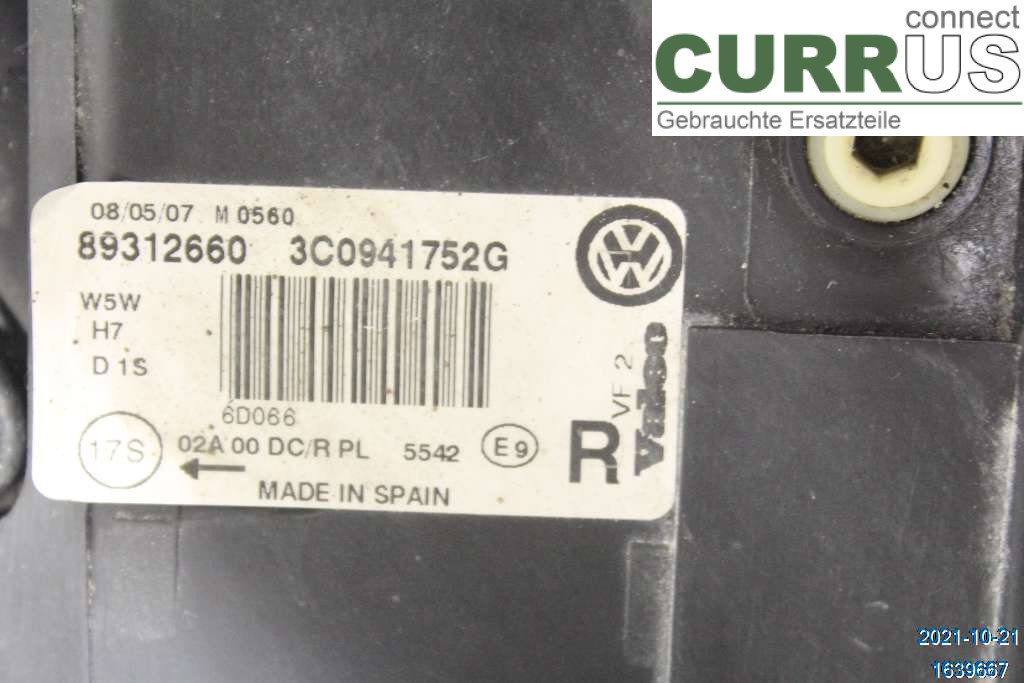 connect
CURRUS
Gebrauchte Ersatzteile
08/05/07 M 0560
89312660 3C0941752G
W5W
H7
D1S
6D066
17S 02A 00 DC/R PL 5542 E9
MADE IN SPAIN
R
VF 2
Valeo
2021-10-21
1639667